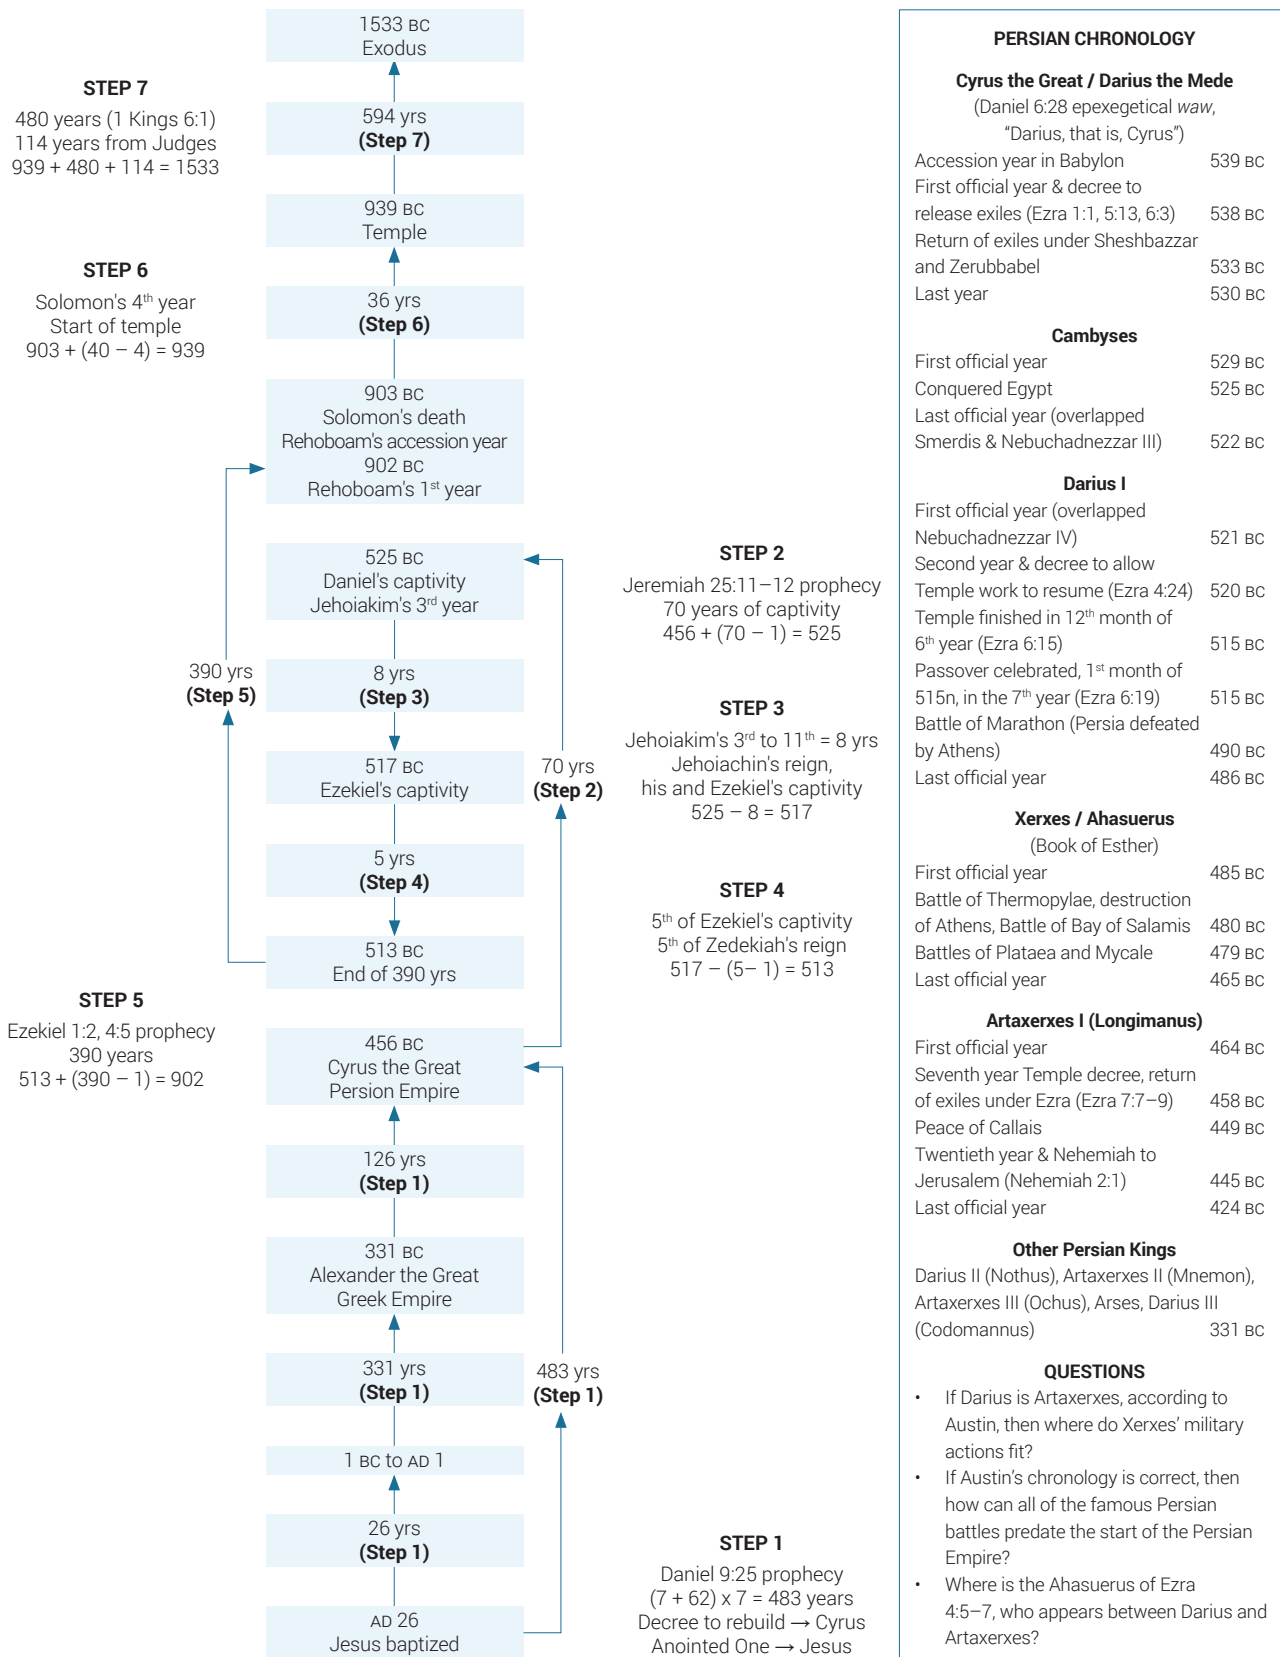 1533 BC
Exodus
STEP 7
480 years (1 Kings 6:1)
114 years from Judges
939 + 480 + 114 = 1533
594 yrs
(Step 7)
939 BC
Temple
STEP 6
Solomon's 4th year
Start of temple
903 + (40 – 4) = 939
36 yrs
(Step 6)
903 BC
Solomon's death
Rehoboam's accession year
902 BC
Rehoboam's 1st year
525 BC
Daniel's captivity
Jehoiakim's 3rd year
STEP 2
Jeremiah 25:11–12 prophecy
70 years of captivity
456 + (70 – 1) = 525
390 yrs
(Step 5)
8 yrs
(Step 3)
STEP 3
Jehoiakim's 3rd to 11th = 8 yrs
Jehoiachin's reign,
his and Ezekiel's captivity
525 – 8 = 517
517 BC
Ezekiel's captivity
70 yrs
(Step 2)
5 yrs
(Step 4)
STEP 4
5th of Ezekiel's captivity
5th of Zedekiah's reign
517 – (5– 1) = 513
513 BC
End of 390 yrs
STEP 5
Ezekiel 1:2, 4:5 prophecy
390 years
513 + (390 – 1) = 902
456 BC
Cyrus the Great
Persion Empire
126 yrs
(Step 1)
331 BC
Alexander the Great
Greek Empire
331 yrs
(Step 1)
483 yrs
(Step 1)
1 BC to AD 1
26 yrs
(Step 1)
STEP 1
Daniel 9:25 prophecy
(7 + 62) x 7 = 483 years
Decree to rebuild → Cyrus
Anointed One → Jesus
AD 26
Jesus baptized
PERSIAN CHRONOLOGY
Cyrus the Great / Darius the Mede
(Daniel 6:28 epexegetical waw,
“Darius, that is, Cyrus”)
Accession year in Babylon 539 BC
First official year & decree to
release exiles (Ezra 1:1, 5:13, 6:3) 538 BC
Return of exiles under Sheshbazzar
and Zerubbabel 533 BC
Last year 530 BC
Cambyses
First official year 529 BC
Conquered Egypt 525 BC
Last official year (overlapped
Smerdis & Nebuchadnezzar III) 522 BC
Darius I
First official year (overlapped
Nebuchadnezzar IV) 521 BC
Second year & decree to allow
Temple work to resume (Ezra 4:24) 520 BC
Temple finished in 12th month of
6th year (Ezra 6:15) 515 BC
Passover celebrated, 1st month of
515n, in the 7th year (Ezra 6:19) 515 BC
Battle of Marathon (Persia defeated
by Athens) 490 BC
Last official year 486 BC
Xerxes / Ahasuerus
(Book of Esther)
First official year 485 BC
Battle of Thermopylae, destruction
of Athens, Battle of Bay of Salamis 480 BC
Battles of Plataea and Mycale 479 BC
Last official year 465 BC
Artaxerxes I (Longimanus)
First official year 464 BC
Seventh year Temple decree, return
of exiles under Ezra (Ezra 7:7–9) 458 BC
Peace of Callais 449 BC
Twentieth year & Nehemiah to
Jerusalem (Nehemiah 2:1) 445 BC
Last official year 424 BC
Other Persian Kings
Darius II (Nothus), Artaxerxes II (Mnemon),
Artaxerxes III (Ochus), Arses, Darius III
(Codomannus) 331 BC
QUESTIONS
• If Darius is Artaxerxes, according to
Austin, then where do Xerxes’ military
actions fit?
• If Austin’s chronology is correct, then
how can all of the famous Persian
battles predate the start of the Persian
Empire?
• Where is the Ahasuerus of Ezra
4:5–7, who appears between Darius and
Artaxerxes?